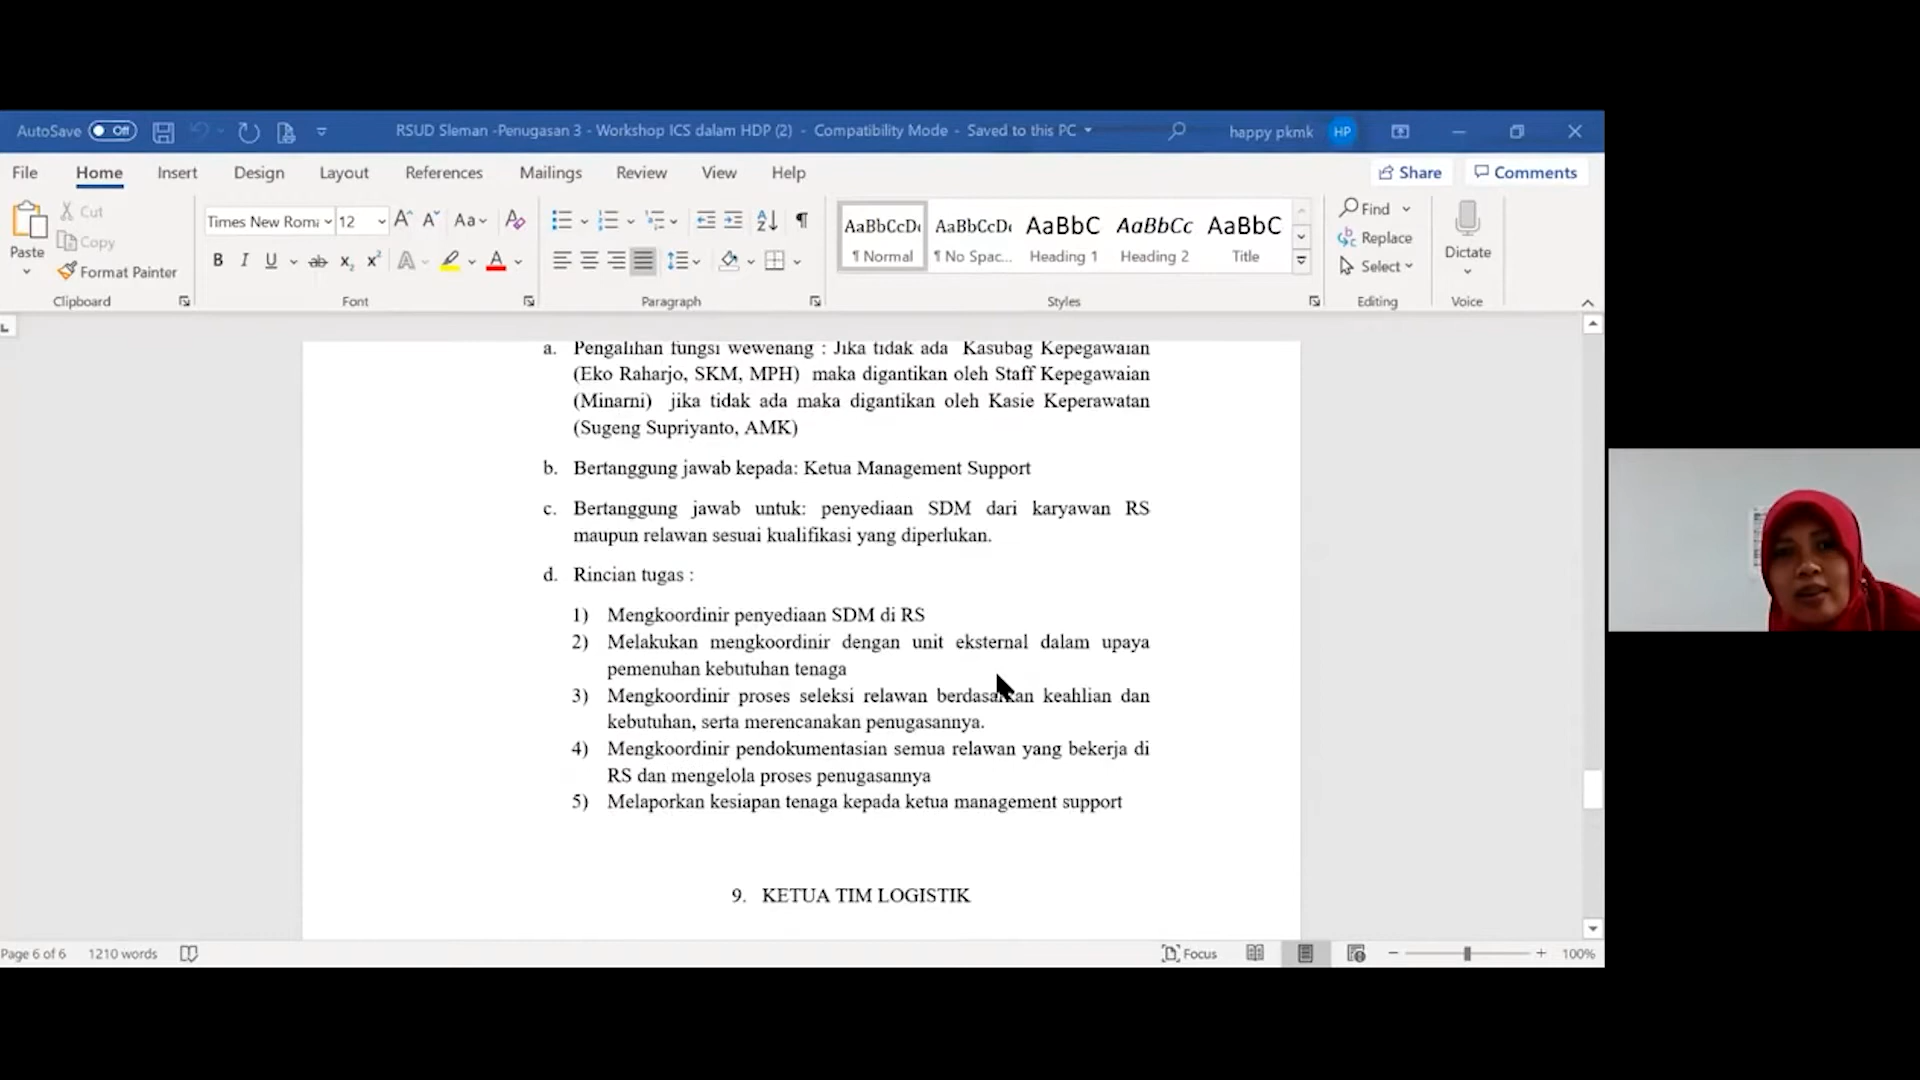 AutoSave Off RSUD Sleman -Penugasan 3 - Workshop ICS dalam HDP (2) - Compatibility Mode - Saved to this PC happy pkmk HP
File Home Insert Design Layout References Mailings Review View Help Share Comments
Paste Cut Copy Format Painter
Times New Roma 12 Aa
B I U ab x₂ x² A A
AaBbCcDc AaBbCcDc AaBbC AaBbCc AaBbC
¶ Normal ¶ No Spac... Heading 1 Heading 2 Title
Find Replace Select Dictate
Clipboard Font Paragraph Styles Editing Voice
a. Pengalihan fungsi wewenang : Jika tidak ada Kasubag Kepegawaian
(Eko Raharjo, SKM, MPH) maka digantikan oleh Staff Kepegawaian
(Minarni) jika tidak ada maka digantikan oleh Kasie Keperawatan
(Sugeng Supriyanto, AMK)
b. Bertanggung jawab kepada: Ketua Management Support
c. Bertanggung jawab untuk: penyediaan SDM dari karyawan RS
maupun relawan sesuai kualifikasi yang diperlukan.
d. Rincian tugas :
1) Mengkoordinir penyediaan SDM di RS
2) Melakukan mengkoordinir dengan unit eksternal dalam upaya
pemenuhan kebutuhan tenaga
3) Mengkoordinir proses seleksi relawan berdasarkan keahlian dan
kebutuhan, serta merencanakan penugasannya.
4) Mengkoordinir pendokumentasian semua relawan yang bekerja di
RS dan mengelola proses penugasannya
5) Melaporkan kesiapan tenaga kepada ketua management support
9. KETUA TIM LOGISTIK
Page 6 of 6 1210 words Focus 100%